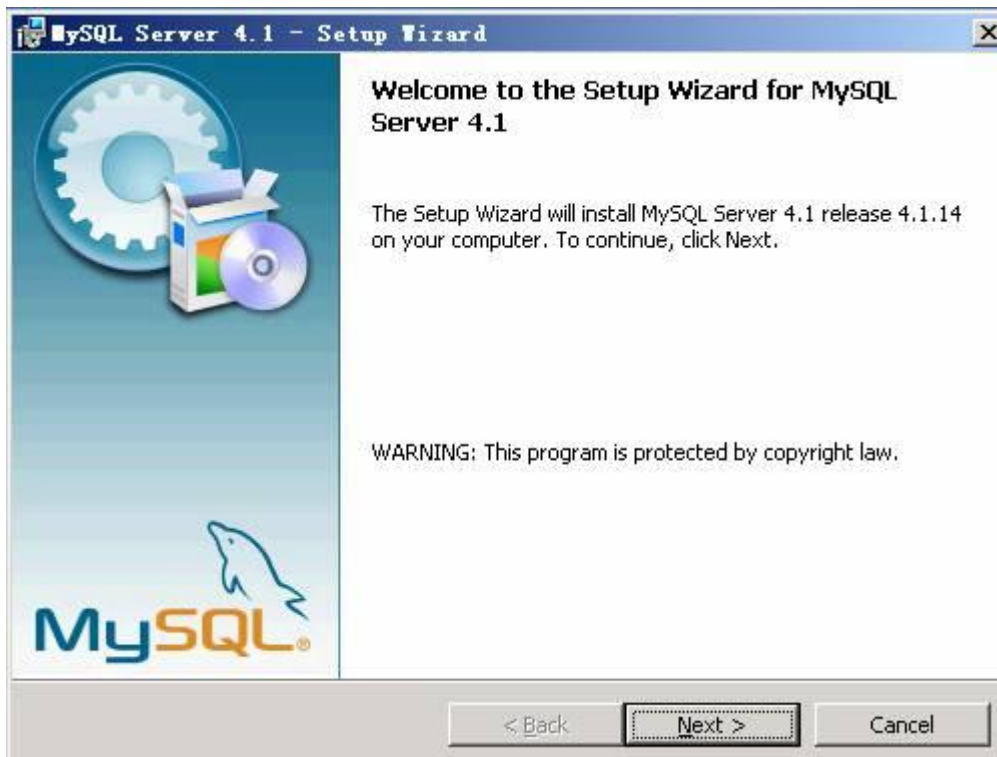 MySQL Server 4.1 - Setup Wizard
Welcome to the Setup Wizard for MySQL
Server 4.1
The Setup Wizard will install MySQL Server 4.1 release 4.1.14
on your computer. To continue, click Next.
WARNING: This program is protected by copyright law.
MySQL®
< Back
Next >
Cancel